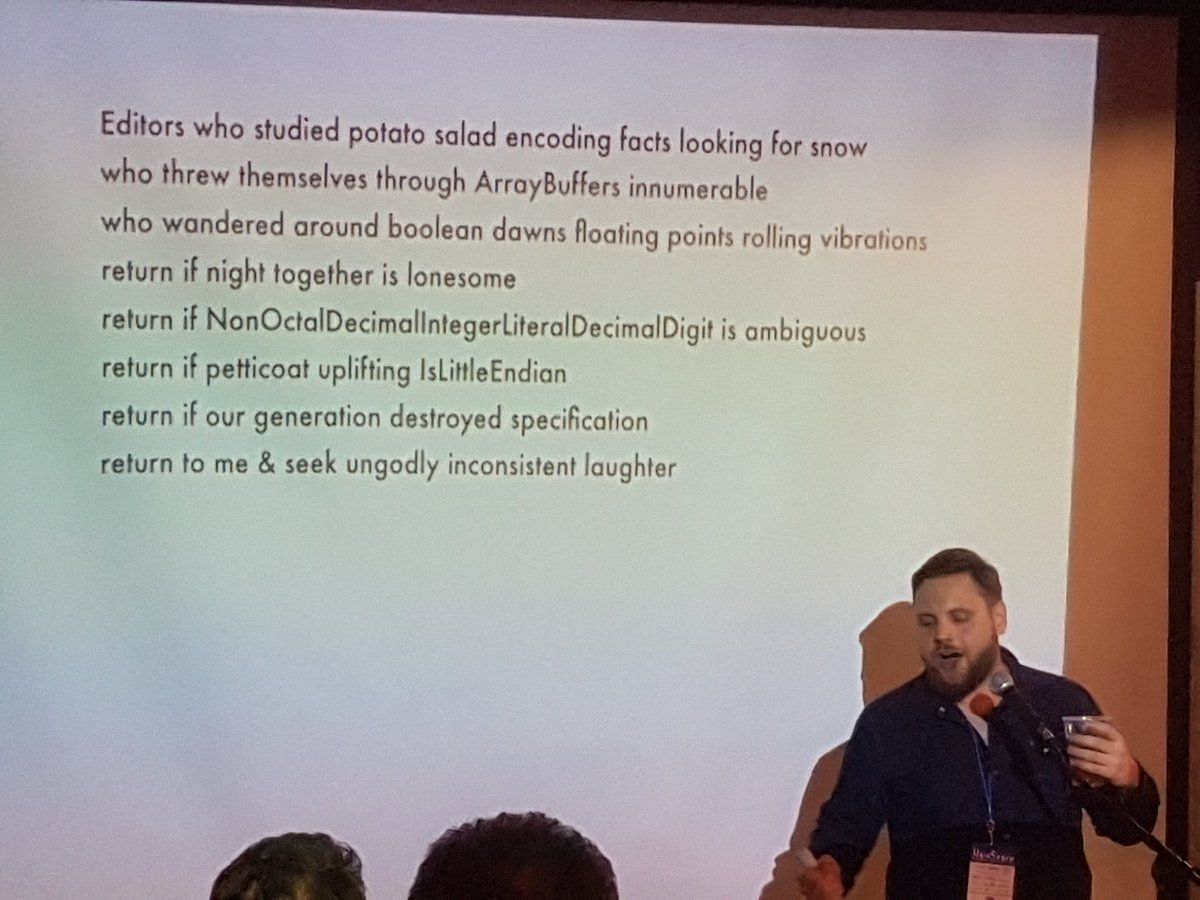 Editors who studied potato salad encoding facts looking for snow
who threw themselves through ArrayBuffers innumerable
who wandered around boolean dawns floating points rolling vibrations
return if night together is lonesome
return if NonOctalDecimalIntegerLiteralDecimalDigit is ambiguous
return if petticoat uplifting IsLittleEndian
return if our generation destroyed specification
return to me & seek ungodly inconsistent laughter